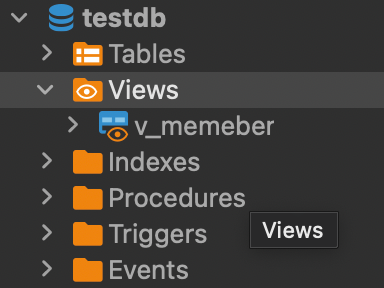 testdb
Tables
Views
v_memeber
Indexes
Procedures
Triggers
Views
Events